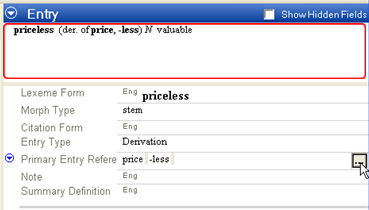 Entry Show Hidden Fields
priceless (der. of price, -less) N valuable
Lexeme Form Eng priceless
Morph Type stem
Citation Form Eng
Entry Type Derivation
Primary Entry Refere price -less ...
Note Eng
Summary Definition Eng